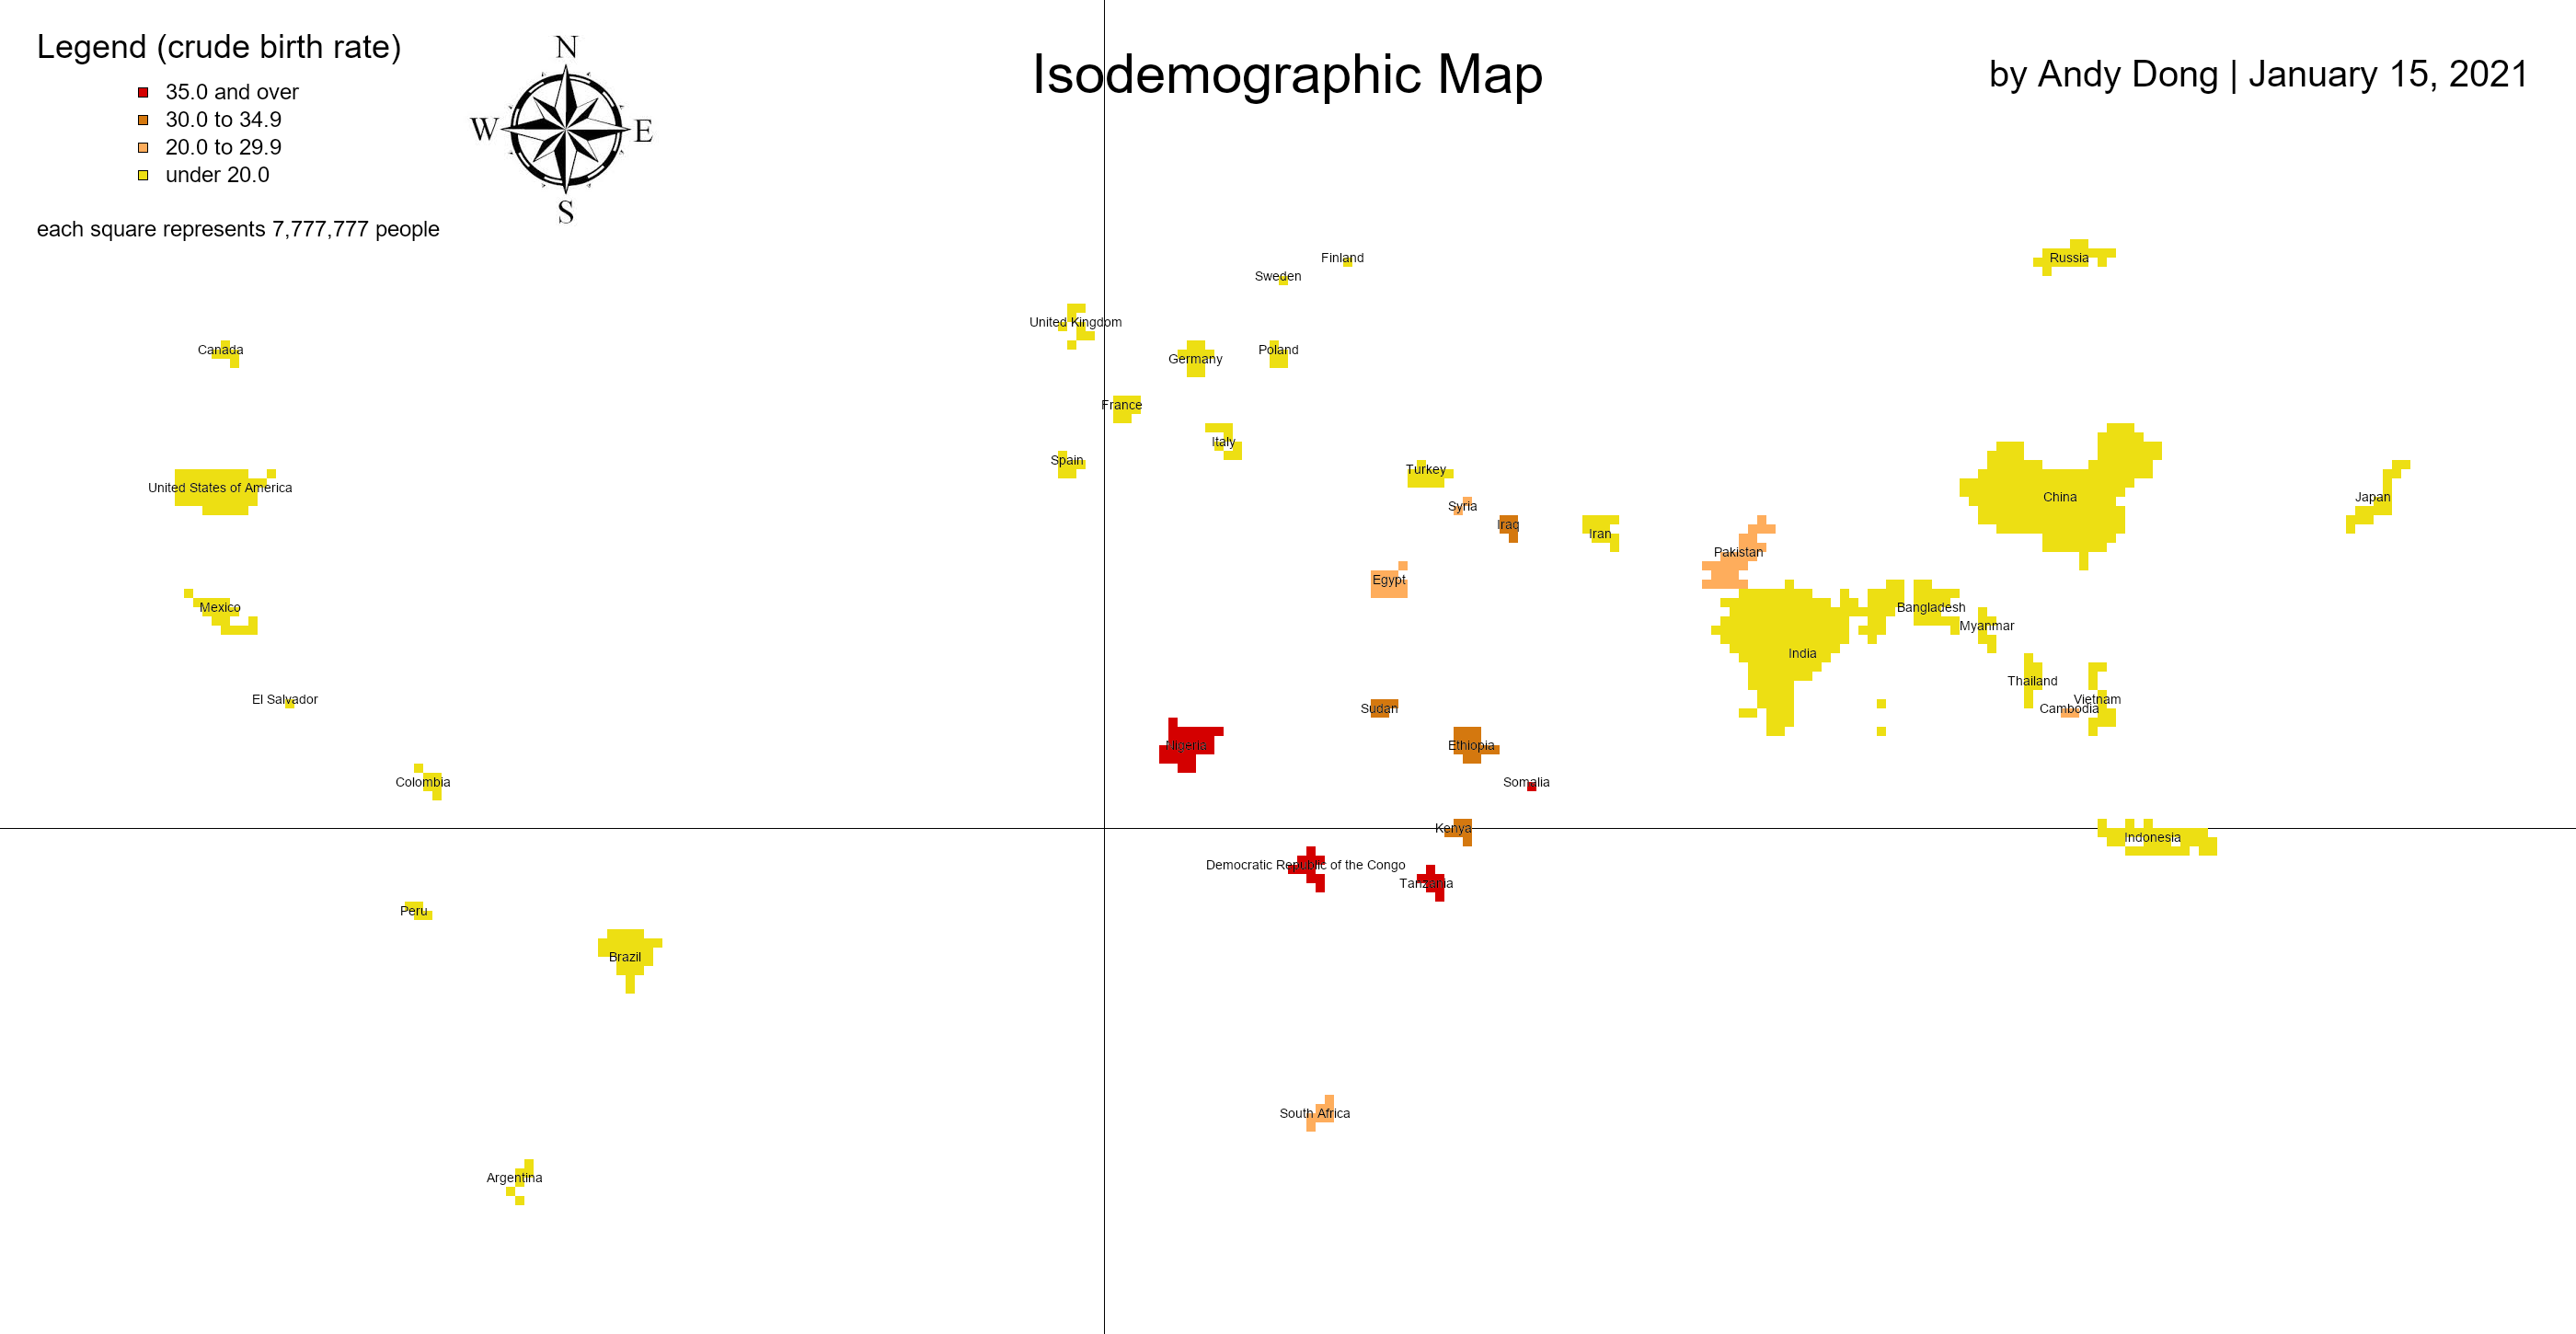 Legend (crude birth rate)
35.0 and over
30.0 to 34.9
20.0 to 29.9
under 20.0
each square represents 7,777,777 people
N
W
E
S
Isodemographic Map
by Andy Dong | January 15, 2021
Finland
Russia
Sweden
United Kingdom
Canada
Germany
Poland
France
Italy
Spain
Turkey
United States of America
China
Japan
Syria
Iraq
Iran
Pakistan
Egypt
Mexico
Bangladesh
Myanmar
India
Thailand
El Salvador
Vietnam
Sudan
Cambodia
Nigeria
Ethiopia
Colombia
Somalia
Kenya
Indonesia
Democratic Republic of the Congo
Tanzania
Peru
Brazil
South Africa
Argentina